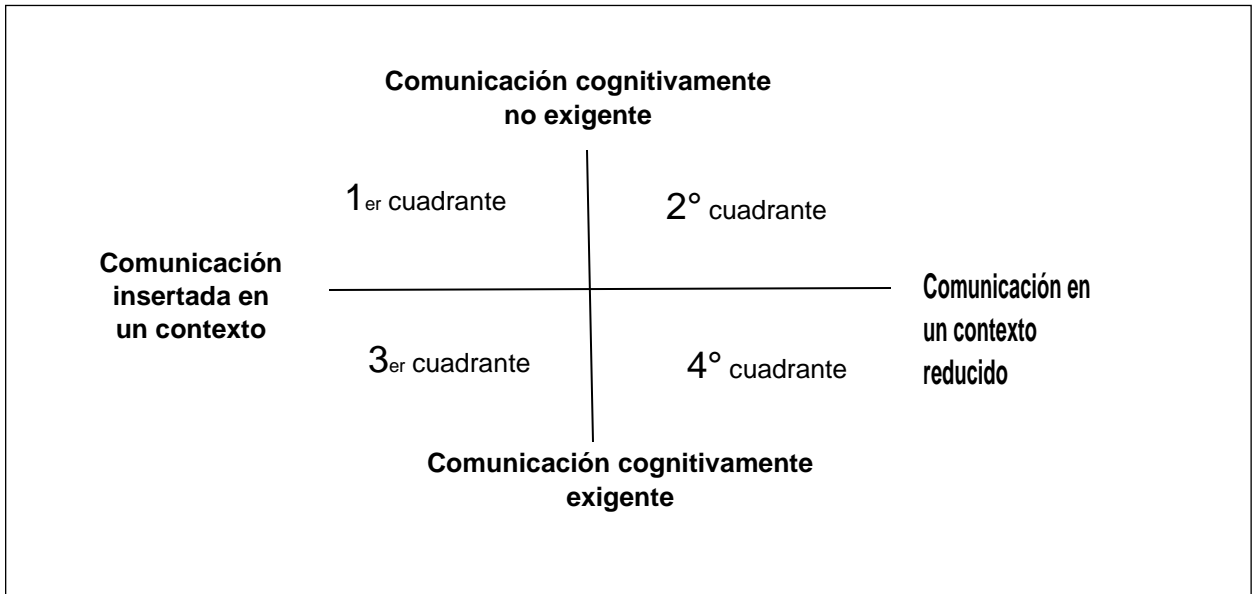 Comunicación cognitivamente
no exigente
1er cuadrante
2° cuadrante
Comunicación
insertada en
un contexto
Comunicación en
un contexto
reducido
3er cuadrante
4° cuadrante
Comunicación cognitivamente
exigente